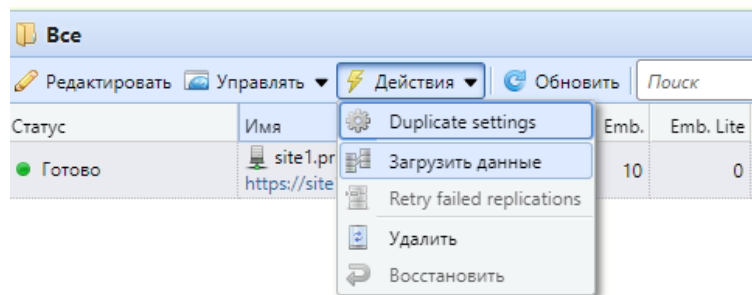 Все
Редактировать Управлять Действия Обновить Поиск
Статус Имя Emb. Emb. Lite
Duplicate settings
Готово site1.pr 10 0
https://site
Загрузить данные
Retry failed replications
Удалить
Восстановить